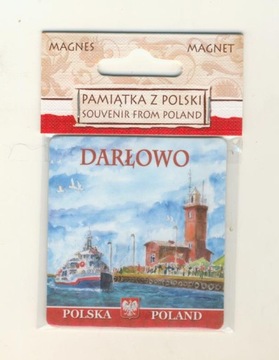 MAGNES MAGNET
PAMIĄTKA Z POLSKI
SOUVENIR FROM POLAND
DARŁOWO
POLSKA POLAND